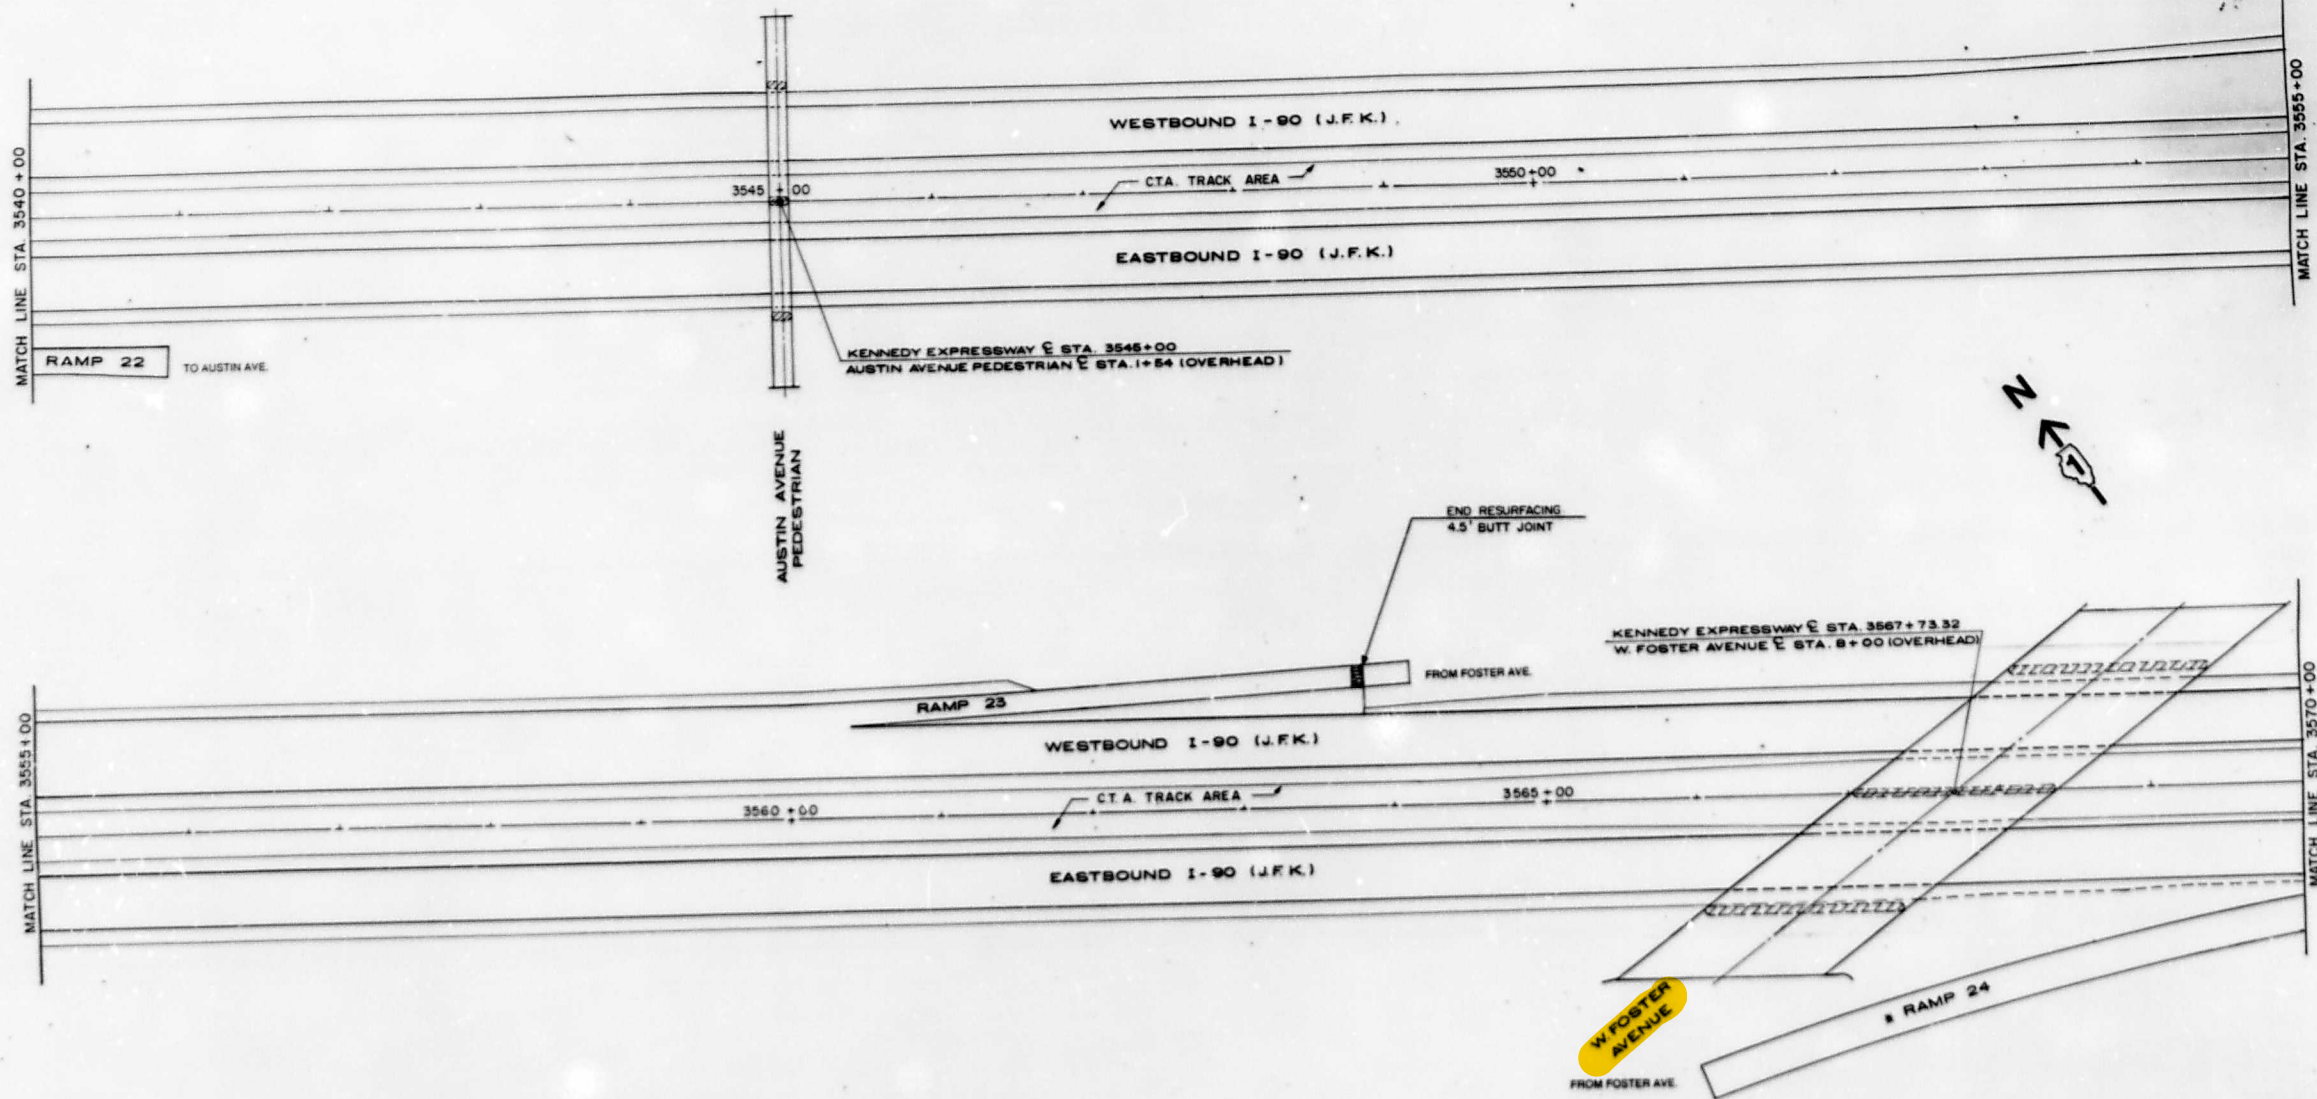 MATCH LINE STA. 3540+00
WESTBOUND I-90 (J.F.K.)
3545+00
C.T.A. TRACK AREA
3550+00
EASTBOUND I-90 (J.F.K.)
MATCH LINE STA. 3555+00
RAMP 22
TO AUSTIN AVE.
KENNEDY EXPRESSWAY ℄ STA. 3545+00
AUSTIN AVENUE PEDESTRIAN ℄ STA. 1+54 (OVERHEAD)
AUSTIN AVENUE
PEDESTRIAN
N
1
END RESURFACING
4.5' BUTT JOINT
KENNEDY EXPRESSWAY ℄ STA. 3567+73.32
W. FOSTER AVENUE ℄ STA. 8+00 (OVERHEAD)
MATCH LINE STA. 3555+00
RAMP 23
FROM FOSTER AVE.
WESTBOUND I-90 (J.F.K.)
3560+00
C.T.A. TRACK AREA
3565+00
EASTBOUND I-90 (J.F.K.)
MATCH LINE STA. 3570+00
W. FOSTER
AVENUE
FROM FOSTER AVE.
* RAMP 24